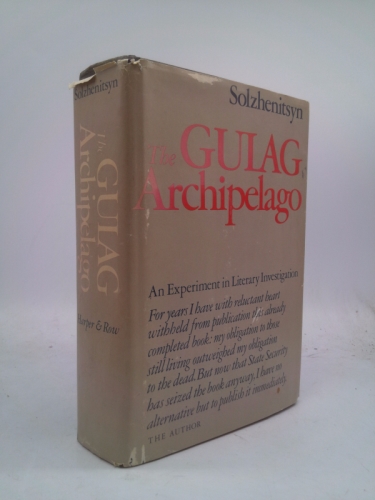 Solzhenitsyn
The GULAG
Archipelago
Harper & Row
Solzhenitsyn
The GULAG
Archipelago
An Experiment in Literary Investigation
For years I have with reluctant heart
withheld from publication this already
completed book: my obligation to those
still living outweighed my obligation
to the dead. But now that State Security
has seized the book anyway, I have no
alternative but to publish it immediately.
THE AUTHOR